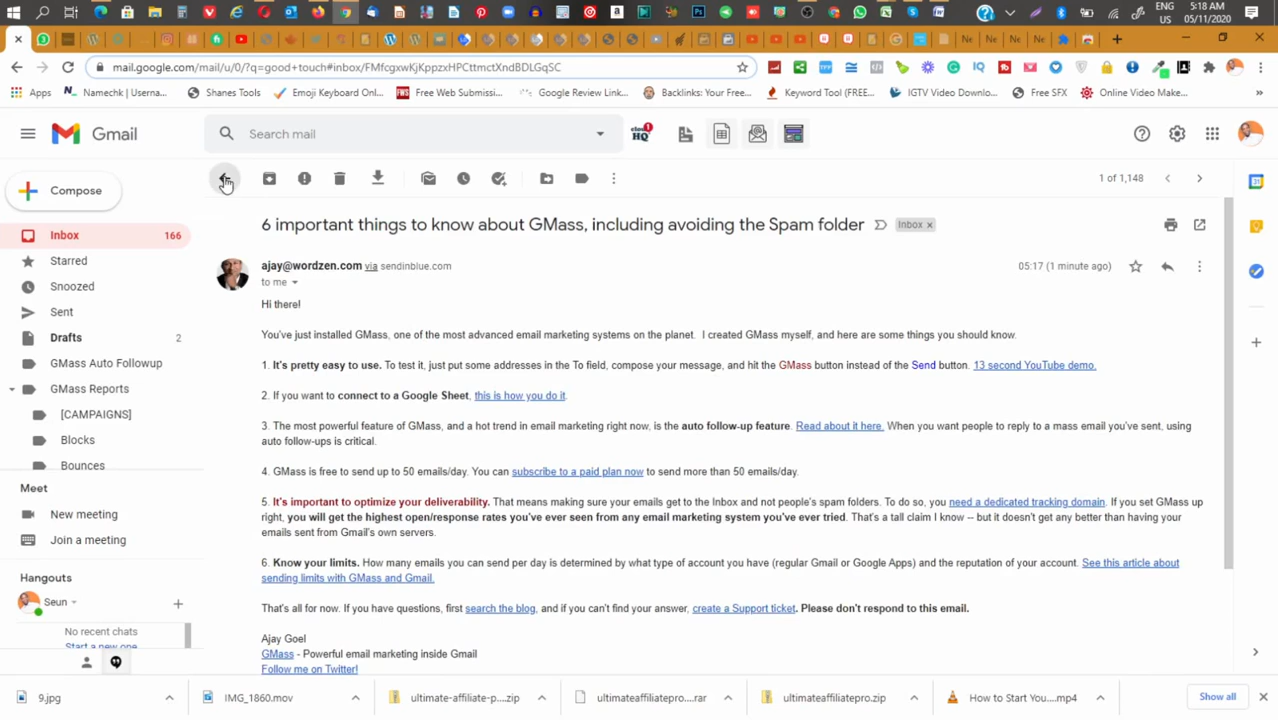 ENG
US
5:18 AM
05/11/2020
mail.google.com/mail/u/0/?q=good+touch#inbox/FMfcgxwKjKppzxHPCttmctXndBDLGqSC
Apps
Namechk | Userna...
Shanes Tools
Emoji Keyboard Onl...
Free Web Submissi...
Google Review Link...
Backlinks: Your Free...
Keyword Tool (FREE...
IGTV Video Downlo...
Free SFX
Online Video Make...
Gmail
Search mail
Compose
1 of 1,148
6 important things to know about GMass, including avoiding the Spam folder
Inbox x
Inbox 166
Starred
Snoozed
Sent
Drafts 2
GMass Auto Followup
GMass Reports
[CAMPAIGNS]
Blocks
Bounces
Meet
New meeting
Join a meeting
Hangouts
Seun
No recent chats
Start a new one
ajay@wordzen.com via sendinblue.com
05:17 (1 minute ago)
to me
Hi there!
You've just installed GMass, one of the most advanced email marketing systems on the planet. I created GMass myself, and here are some things you should know.
1. It's pretty easy to use. To test it, just put some addresses in the To field, compose your message, and hit the GMass button instead of the Send button. 13 second YouTube demo.
2. If you want to connect to a Google Sheet, this is how you do it.
3. The most powerful feature of GMass, and a hot trend in email marketing right now, is the auto follow-up feature. Read about it here. When you want people to reply to a mass email you've sent, using
auto follow-ups is critical.
4. GMass is free to send up to 50 emails/day. You can subscribe to a paid plan now to send more than 50 emails/day.
5. It's important to optimize your deliverability. That means making sure your emails get to the Inbox and not people's spam folders. To do so, you need a dedicated tracking domain. If you set GMass up
right, you will get the highest open/response rates you've ever seen from any email marketing system you've ever tried. That's a tall claim I know -- but it doesn't get any better than having your
emails sent from Gmail's own servers.
6. Know your limits. How many emails you can send per day is determined by what type of account you have (regular Gmail or Google Apps) and the reputation of your account. See this article about
sending limits with GMass and Gmail.
That's all for now. If you have questions, first search the blog, and if you can't find your answer, create a Support ticket. Please don't respond to this email.
Ajay Goel
GMass - Powerful email marketing inside Gmail
Follow me on Twitter!
9.jpg
IMG_1860.mov
ultimate-affiliate-p....zip
ultimateaffiliatepro.rar
ultimateaffiliatepro.zip
How to Start You....mp4
Show all